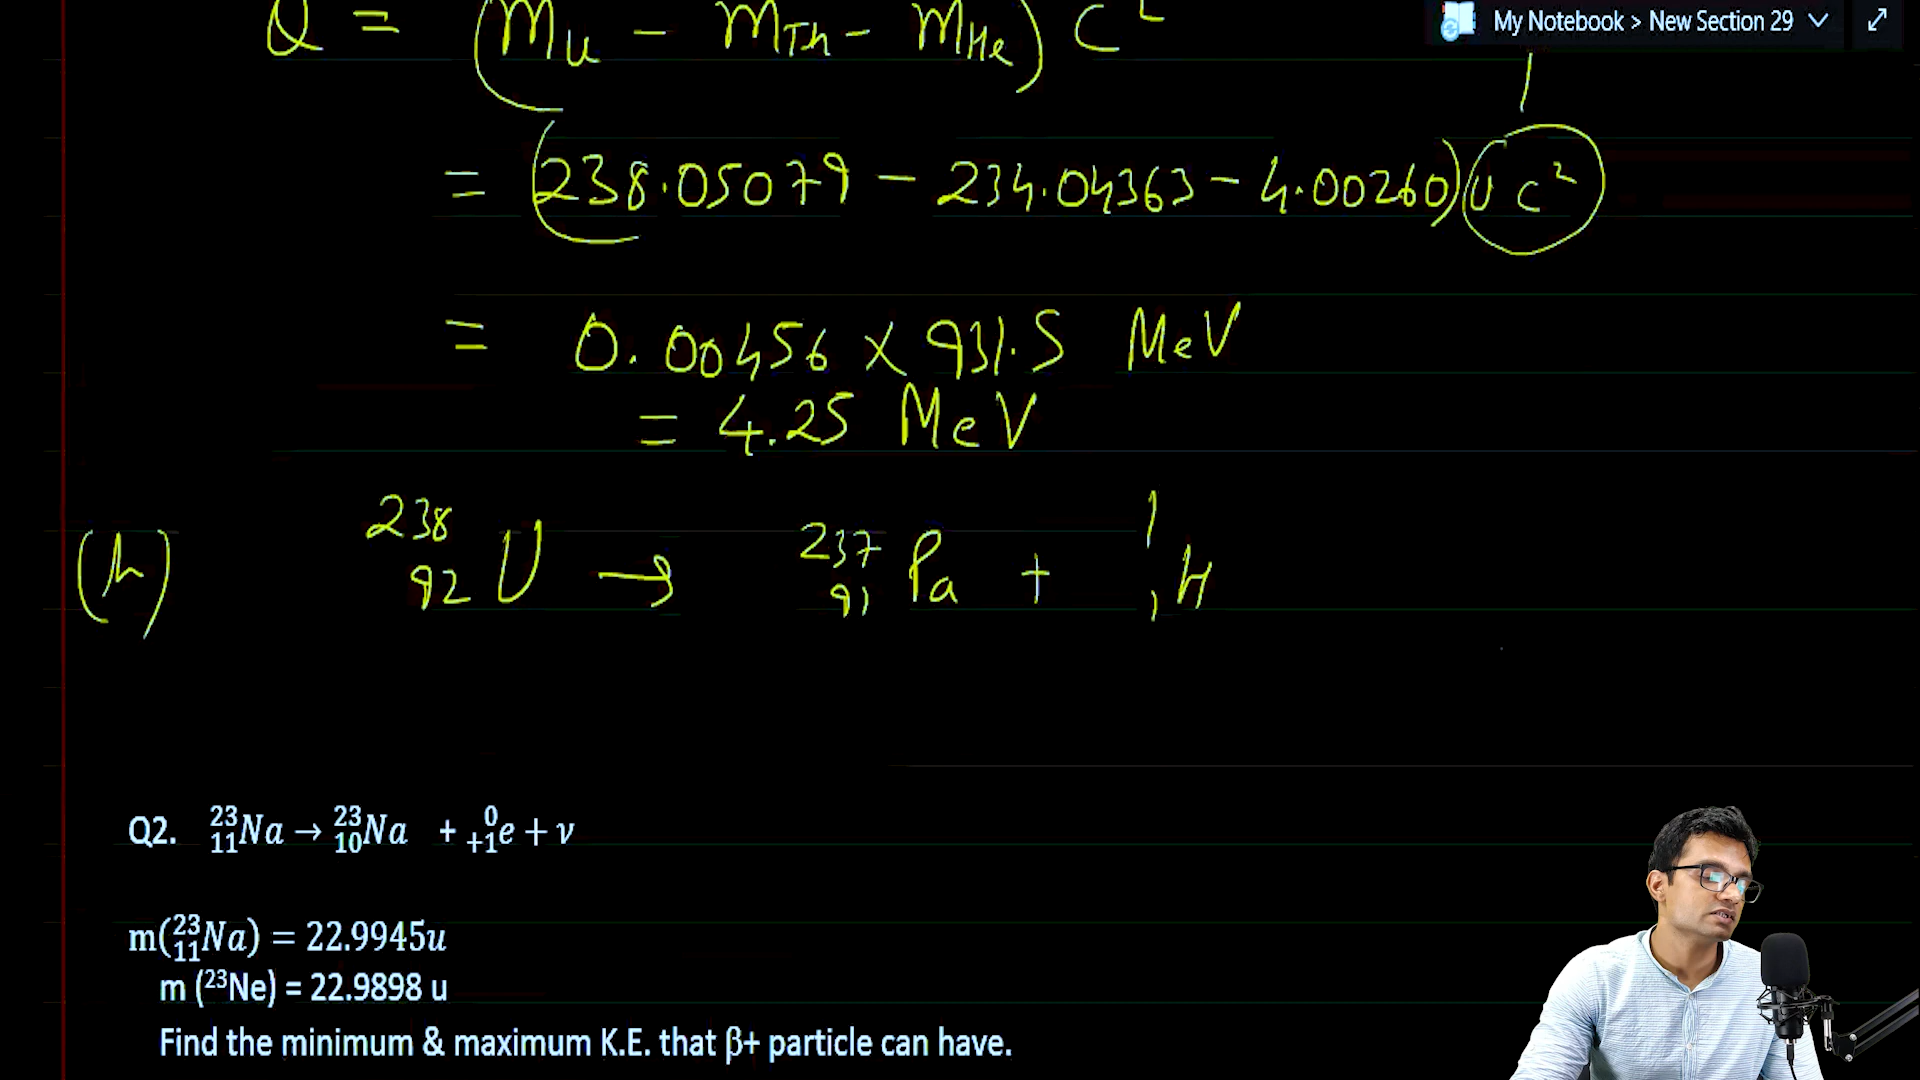 My Notebook > New Section 29
Q = (m_U - m_Th - m_He) c²
= (238.05079 - 234.04363 - 4.00260) (u c²)
= 0.00456 × 931.5 MeV
= 4.25 MeV
(b) ²³⁸₉₂U → ²³⁷₉₁Pa + ¹₁H
Q2. ²³₁₁Na → ²³₁₀Na + ⁰₊₁e + ν
m(²³₁₁Na) = 22.9945u
m (²³Ne) = 22.9898 u
Find the minimum & maximum K.E. that β+ particle can have.